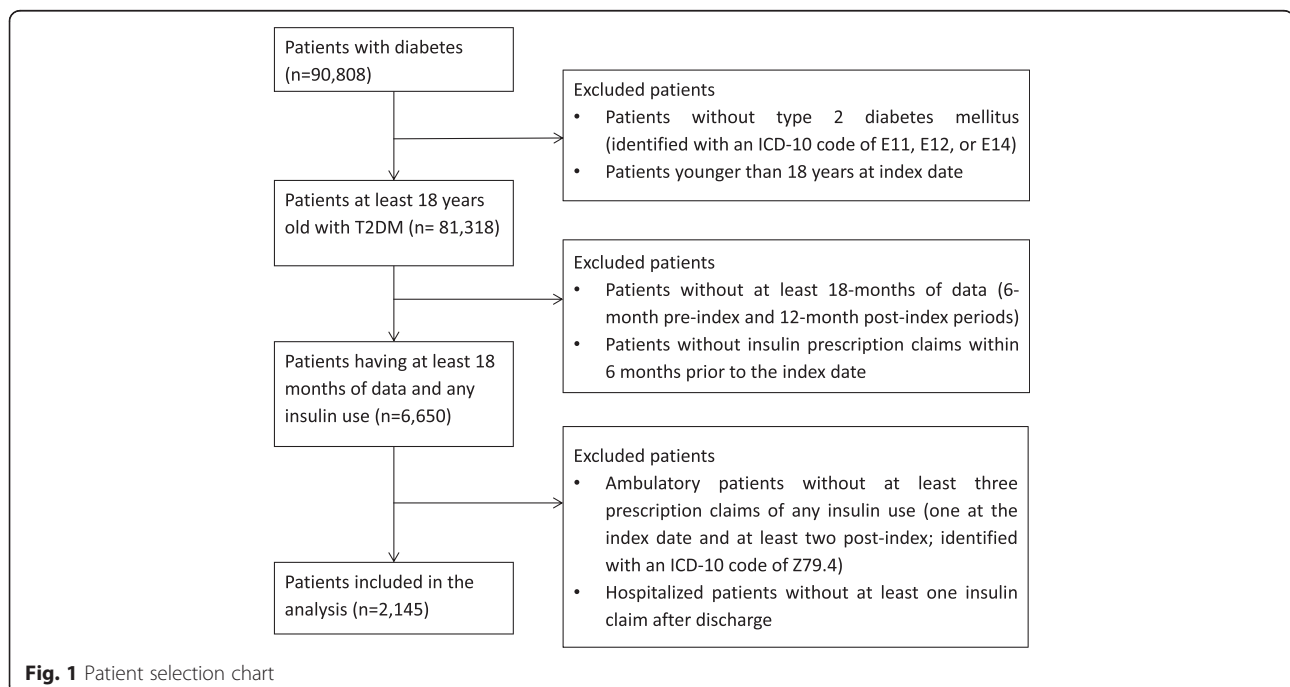 Patients with diabetes
(n=90,808)
Excluded patients
• Patients without type 2 diabetes mellitus
(identified with an ICD-10 code of E11, E12, or E14)
• Patients younger than 18 years at index date
Patients at least 18 years
old with T2DM (n= 81,318)
Excluded patients
• Patients without at least 18-months of data (6-
month pre-index and 12-month post-index periods)
• Patients without insulin prescription claims within
6 months prior to the index date
Patients having at least 18
months of data and any
insulin use (n=6,650)
Excluded patients
• Ambulatory patients without at least three
prescription claims of any insulin use (one at the
index date and at least two post-index; identified
with an ICD-10 code of Z79.4)
• Hospitalized patients without at least one insulin
claim after discharge
Patients included in the
analysis (n=2,145)
Fig. 1 Patient selection chart